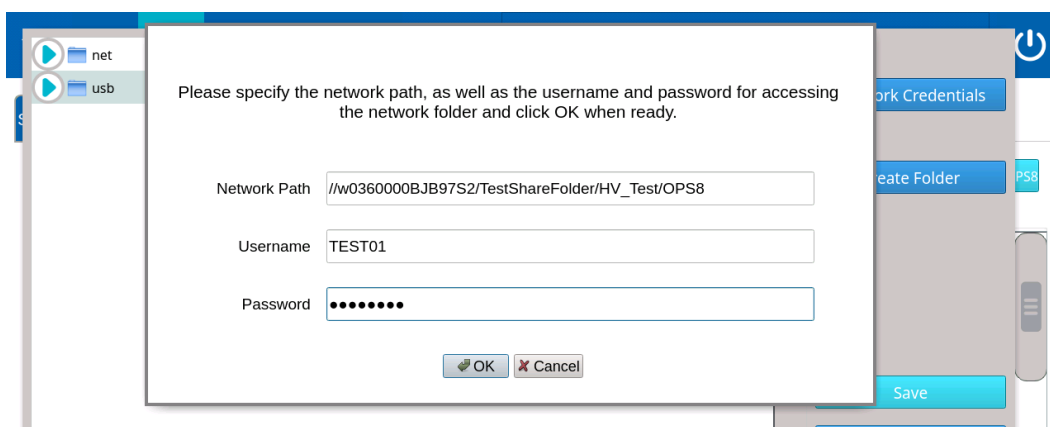 net
usb
Please specify the network path, as well as the username and password for accessing
the network folder and click OK when ready.
Network Path //w0360000BJB97S2/TestShareFolder/HV_Test/OPS8
Username TEST01
Password ●●●●●●●●
OK Cancel
ork Credentials
eate Folder
PS8
Save